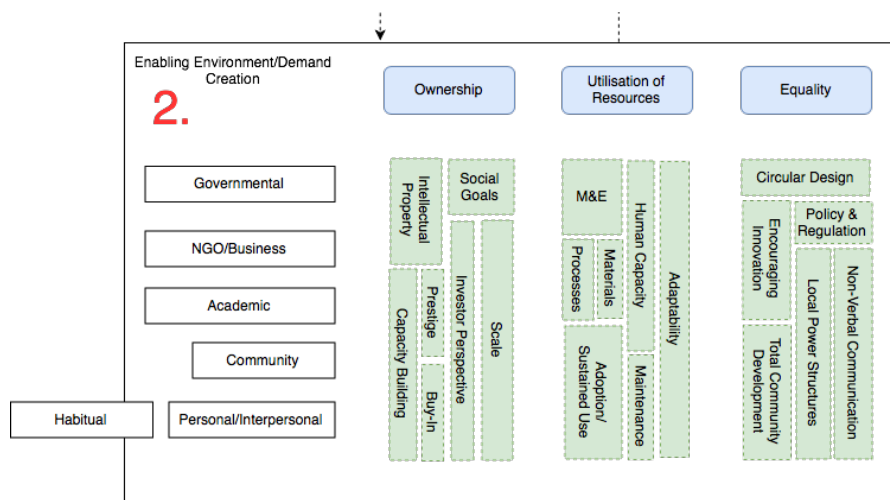 Enabling Environment/Demand
Creation
2.
Ownership
Utilisation of
Resources
Equality
Governmental
NGO/Business
Academic
Community
Habitual
Personal/Interpersonal
Intellectual
Property
Social
Goals
Capacity Building
Prestige
Buy-In
Investor Perspective
Scale
M&E
Processes
Materials
Human Capacity
Adaptability
Adoption/
Sustained Use
Maintenance
Circular Design
Encouraging
Innovation
Policy &
Regulation
Total Community
Development
Local Power Structures
Non-Verbal Communication